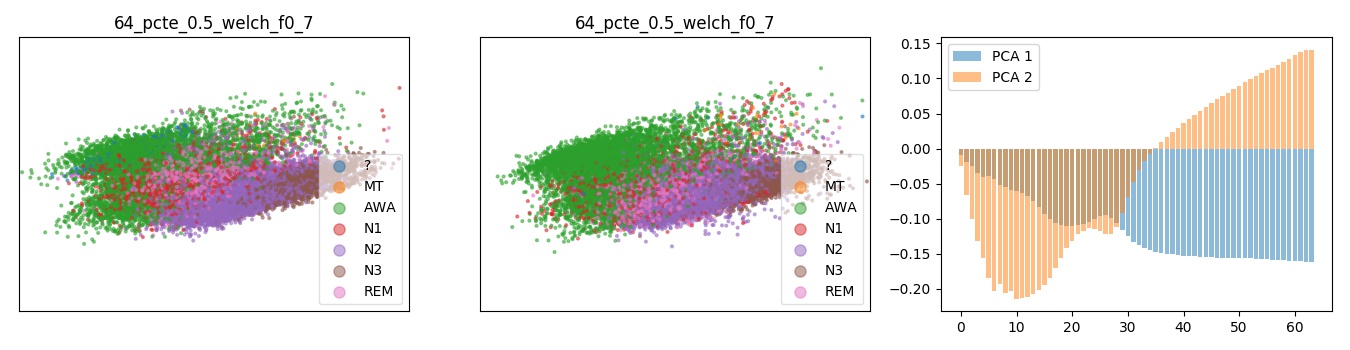 64_pcte_0.5_welch_f0_7
?
MT
AWA
N1
N2
N3
REM
64_pcte_0.5_welch_f0_7
?
MT
AWA
N1
N2
N3
REM
PCA 1
PCA 2
0.15
0.10
0.05
0.00
−0.05
−0.10
−0.15
−0.20
0 10 20 30 40 50 60